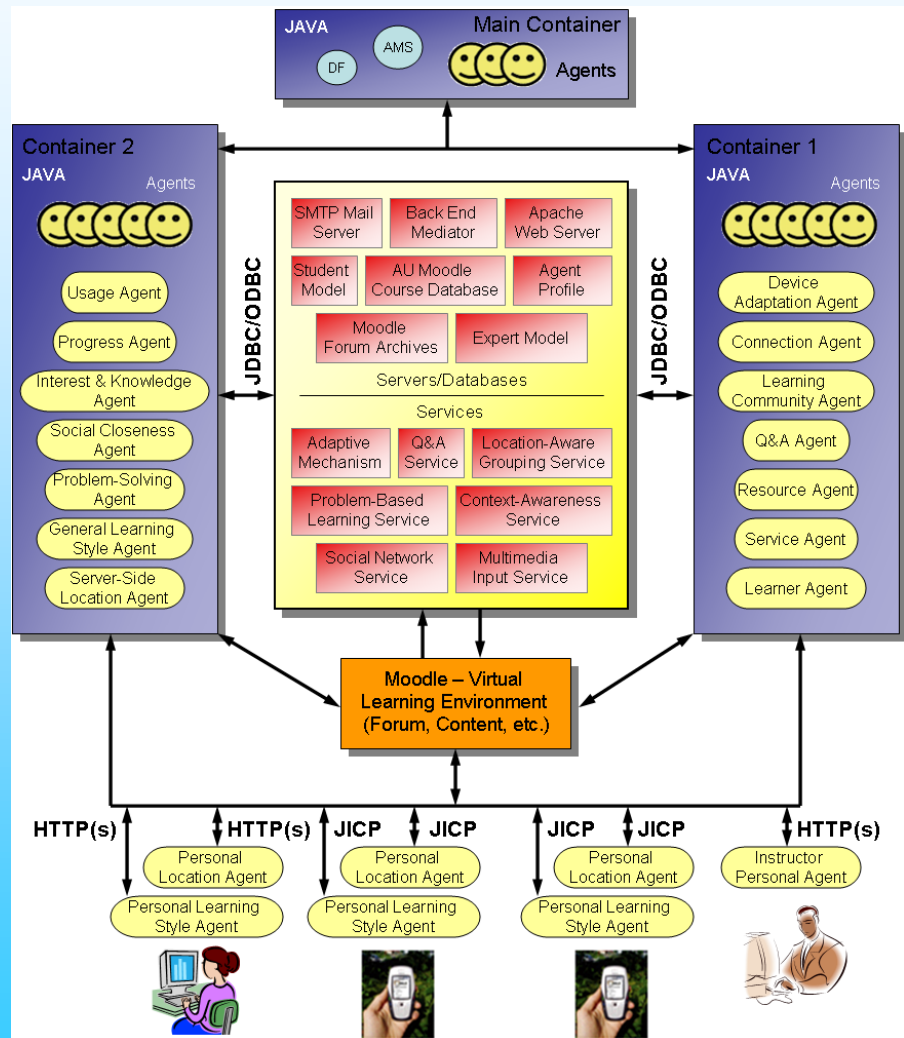 JAVA
Main Container
DF
AMS
Agents
Container 2
JAVA
Agents
Usage Agent
Progress Agent
Interest & Knowledge
Agent
Social Closeness
Agent
Problem-Solving
Agent
General Learning
Style Agent
Server-Side
Location Agent
JDBC/ODBC
SMTP Mail
Server
Back End
Mediator
Apache
Web Server
Student
Model
AU Moodle
Course Database
Agent
Profile
Moodle
Forum Archives
Expert Model
Servers/Databases
Services
Adaptive
Mechanism
Q&A
Service
Location-Aware
Grouping Service
Problem-Based
Learning Service
Context-Awareness
Service
Social Network
Service
Multimedia
Input Service
JDBC/ODBC
Container 1
JAVA
Agents
Device
Adaptation Agent
Connection Agent
Learning
Community Agent
Q&A Agent
Resource Agent
Service Agent
Learner Agent
Moodle – Virtual
Learning Environment
(Forum, Content, etc.)
HTTP(s)
HTTP(s)
JICP
JICP
JICP
JICP
HTTP(s)
Personal
Location Agent
Personal Learning
Style Agent
Personal
Location Agent
Personal Learning
Style Agent
Personal
Location Agent
Personal Learning
Style Agent
Instructor
Personal Agent